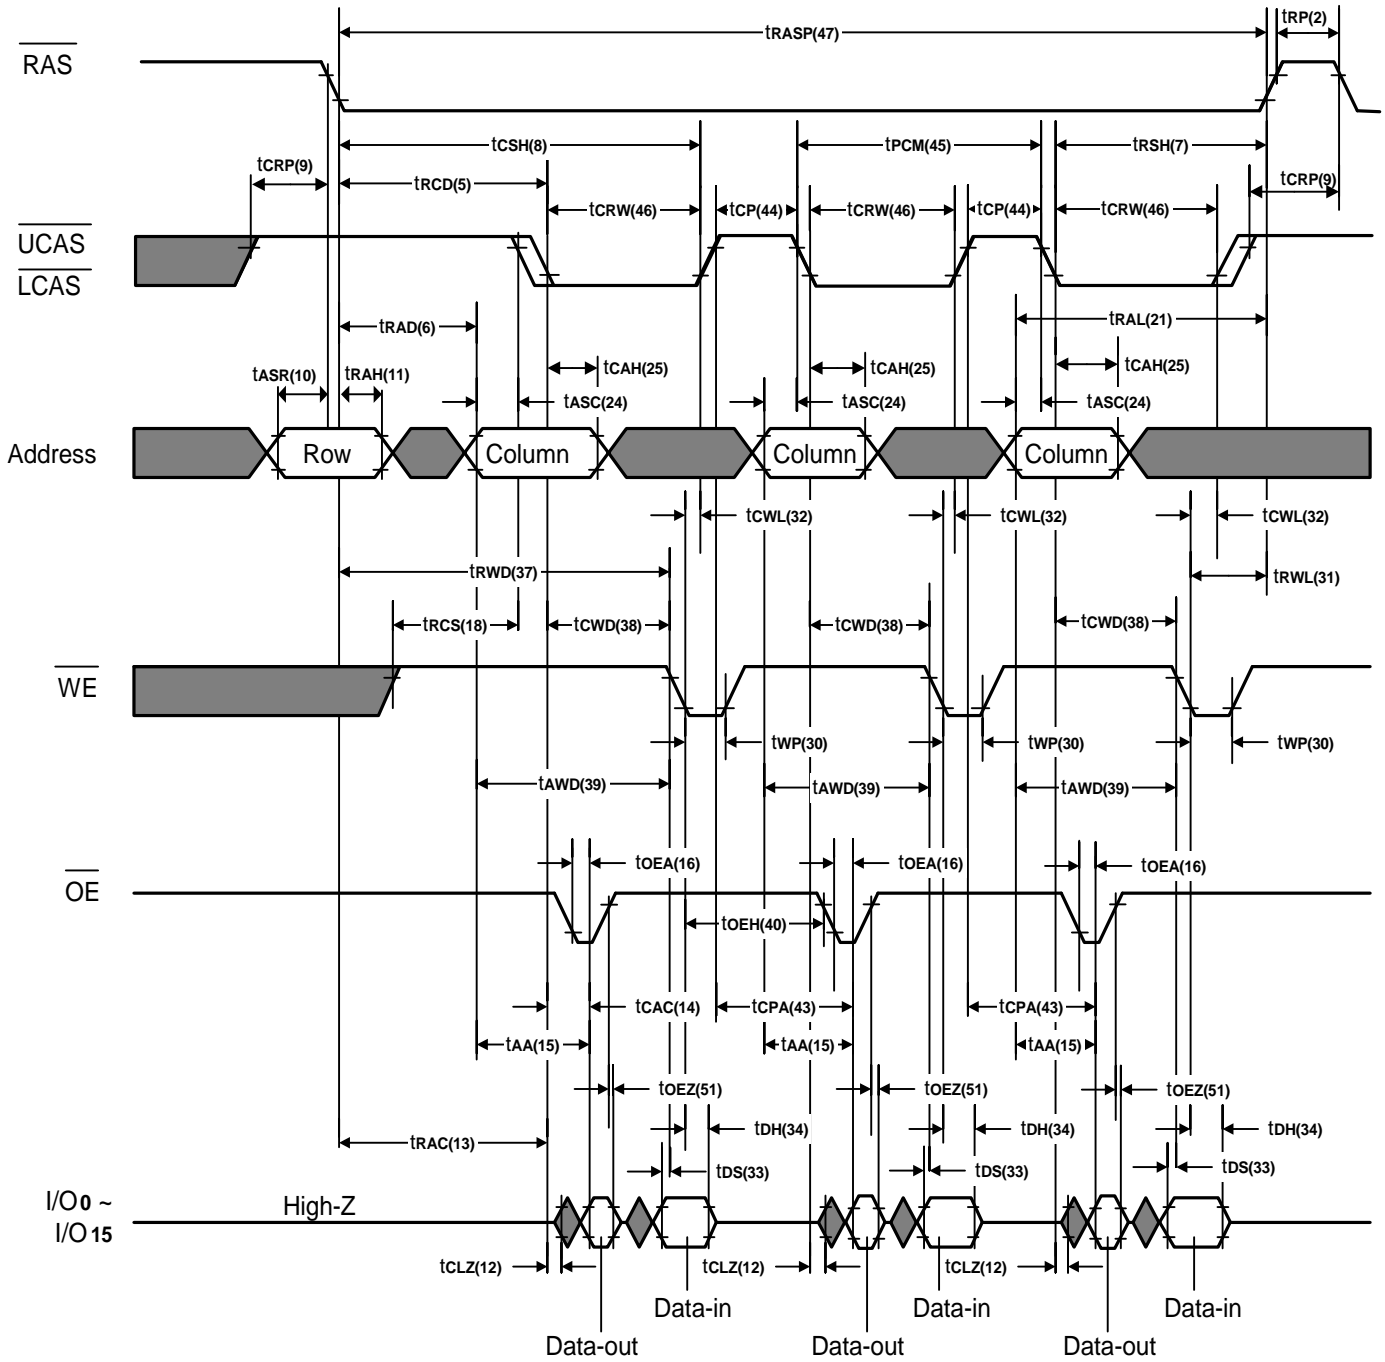 tRASP(47) tRP(2)
RAS
tCSH(8) tPCM(45) tRSH(7)
tCRP(9) tRCD(5) tCRP(9)
tCRW(46) tCP(44) tCRW(46) tCP(44) tCRW(46)
UCAS
LCAS
tRAD(6) tRAL(21)
tASR(10) tRAH(11) tCAH(25) tCAH(25) tCAH(25)
tASC(24) tASC(24) tASC(24)
Address Row Column Column Column
tCWL(32) tCWL(32) tCWL(32)
tRWD(37) tRWL(31)
tRCS(18) tCWD(38) tCWD(38) tCWD(38)
WE
tWP(30) tWP(30) tWP(30)
tAWD(39) tAWD(39) tAWD(39)
tOEA(16) tOEA(16) tOEA(16)
OE
tOEH(40)
tCAC(14) tCPA(43) tCPA(43)
tAA(15) tAA(15) tAA(15)
tOEZ(51) tOEZ(51) tOEZ(51)
tRAC(13) tDH(34) tDH(34) tDH(34)
tDS(33) tDS(33) tDS(33)
I/O0 ~ High-Z
I/O15
tCLZ(12) tCLZ(12) tCLZ(12)
Data-in Data-in Data-in
Data-out Data-out Data-out